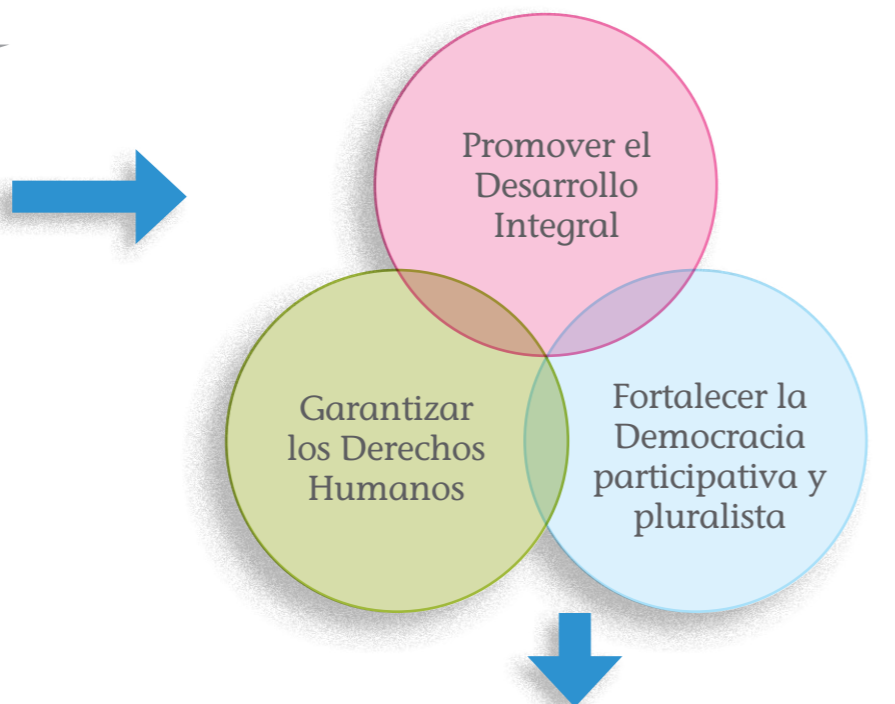 Promover el
Desarrollo
Integral
Garantizar
los Derechos
Humanos
Fortalecer la
Democracia
participativa y
pluralista